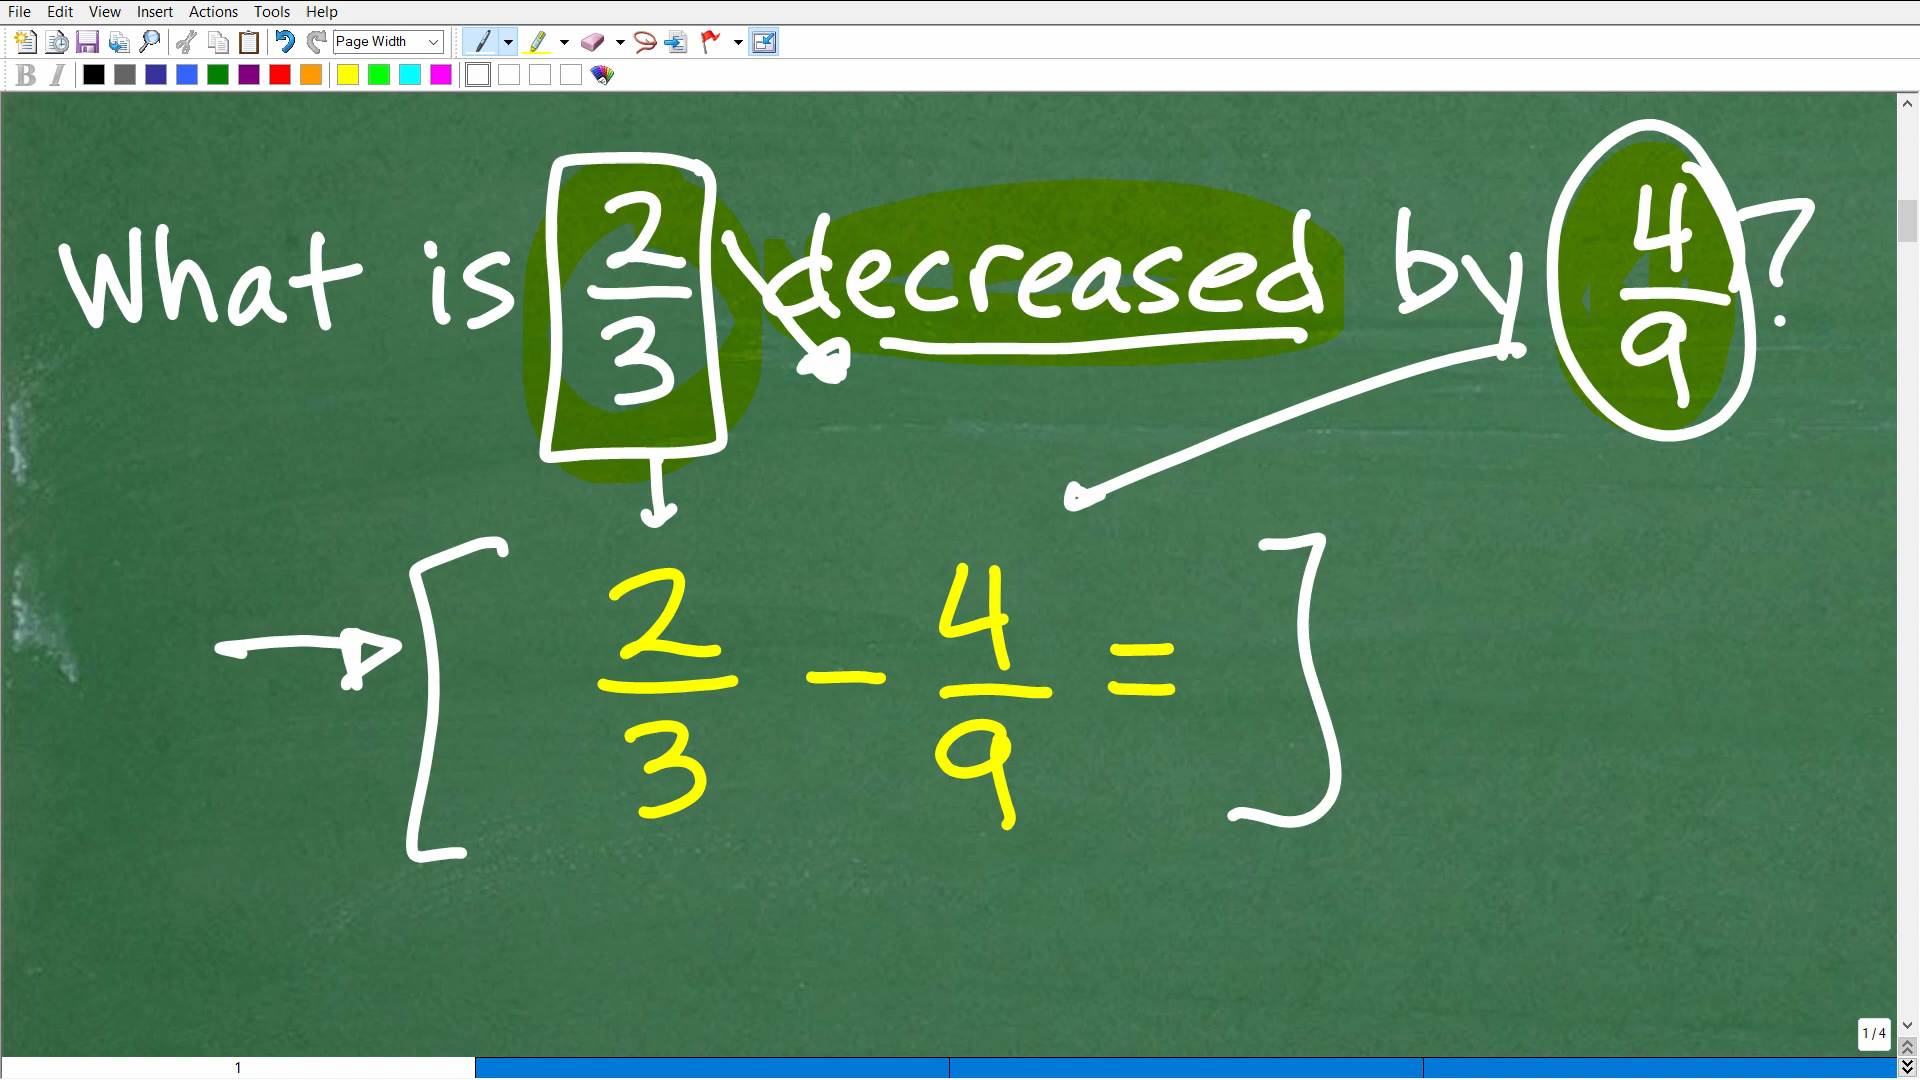 File Edit View Insert Actions Tools Help
Page Width
B I
What is 2/3 decreased by 4/9?
2/3 - 4/9 =
1 / 4
1